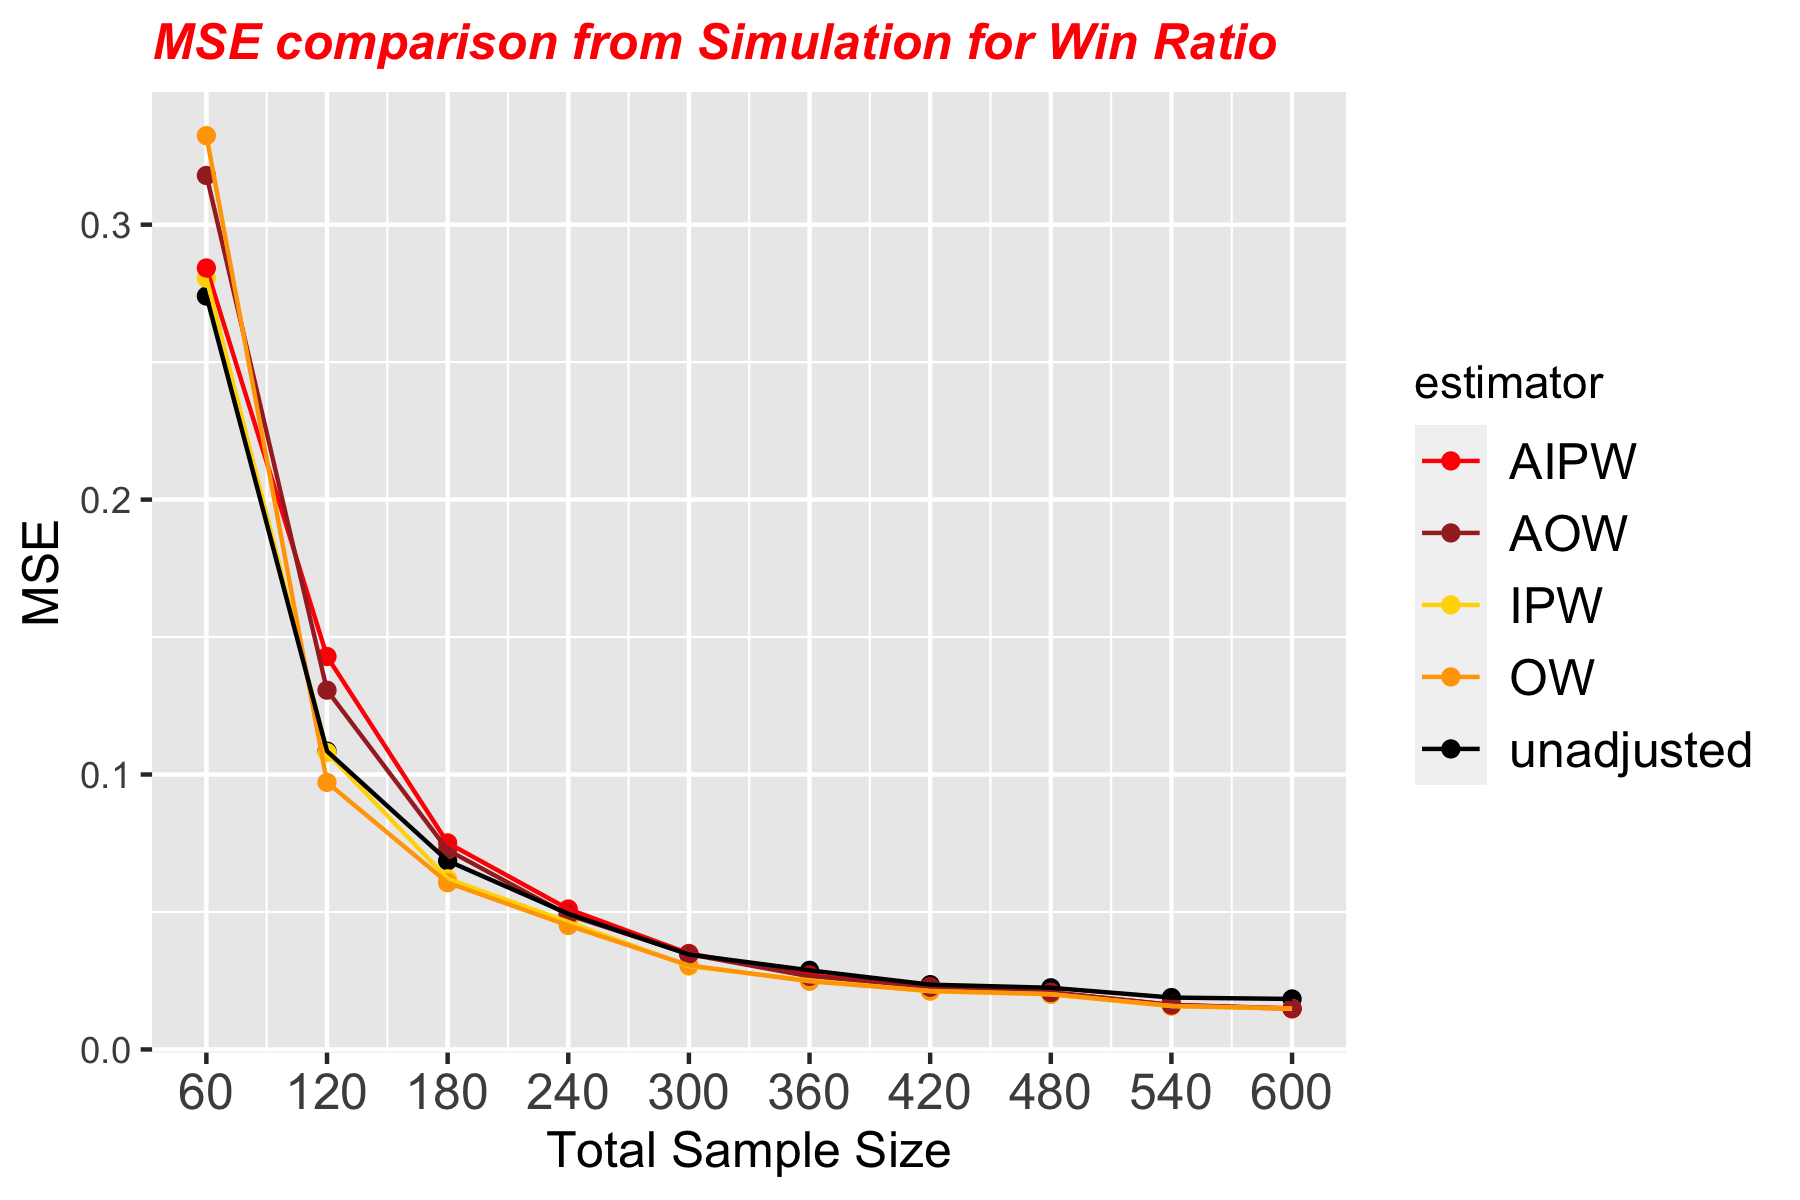 MSE comparison from Simulation for Win Ratio
0.3
0.2
0.1
0.0
MSE
60 120 180 240 300 360 420 480 540 600
Total Sample Size
estimator
AIPW
AOW
IPW
OW
unadjusted